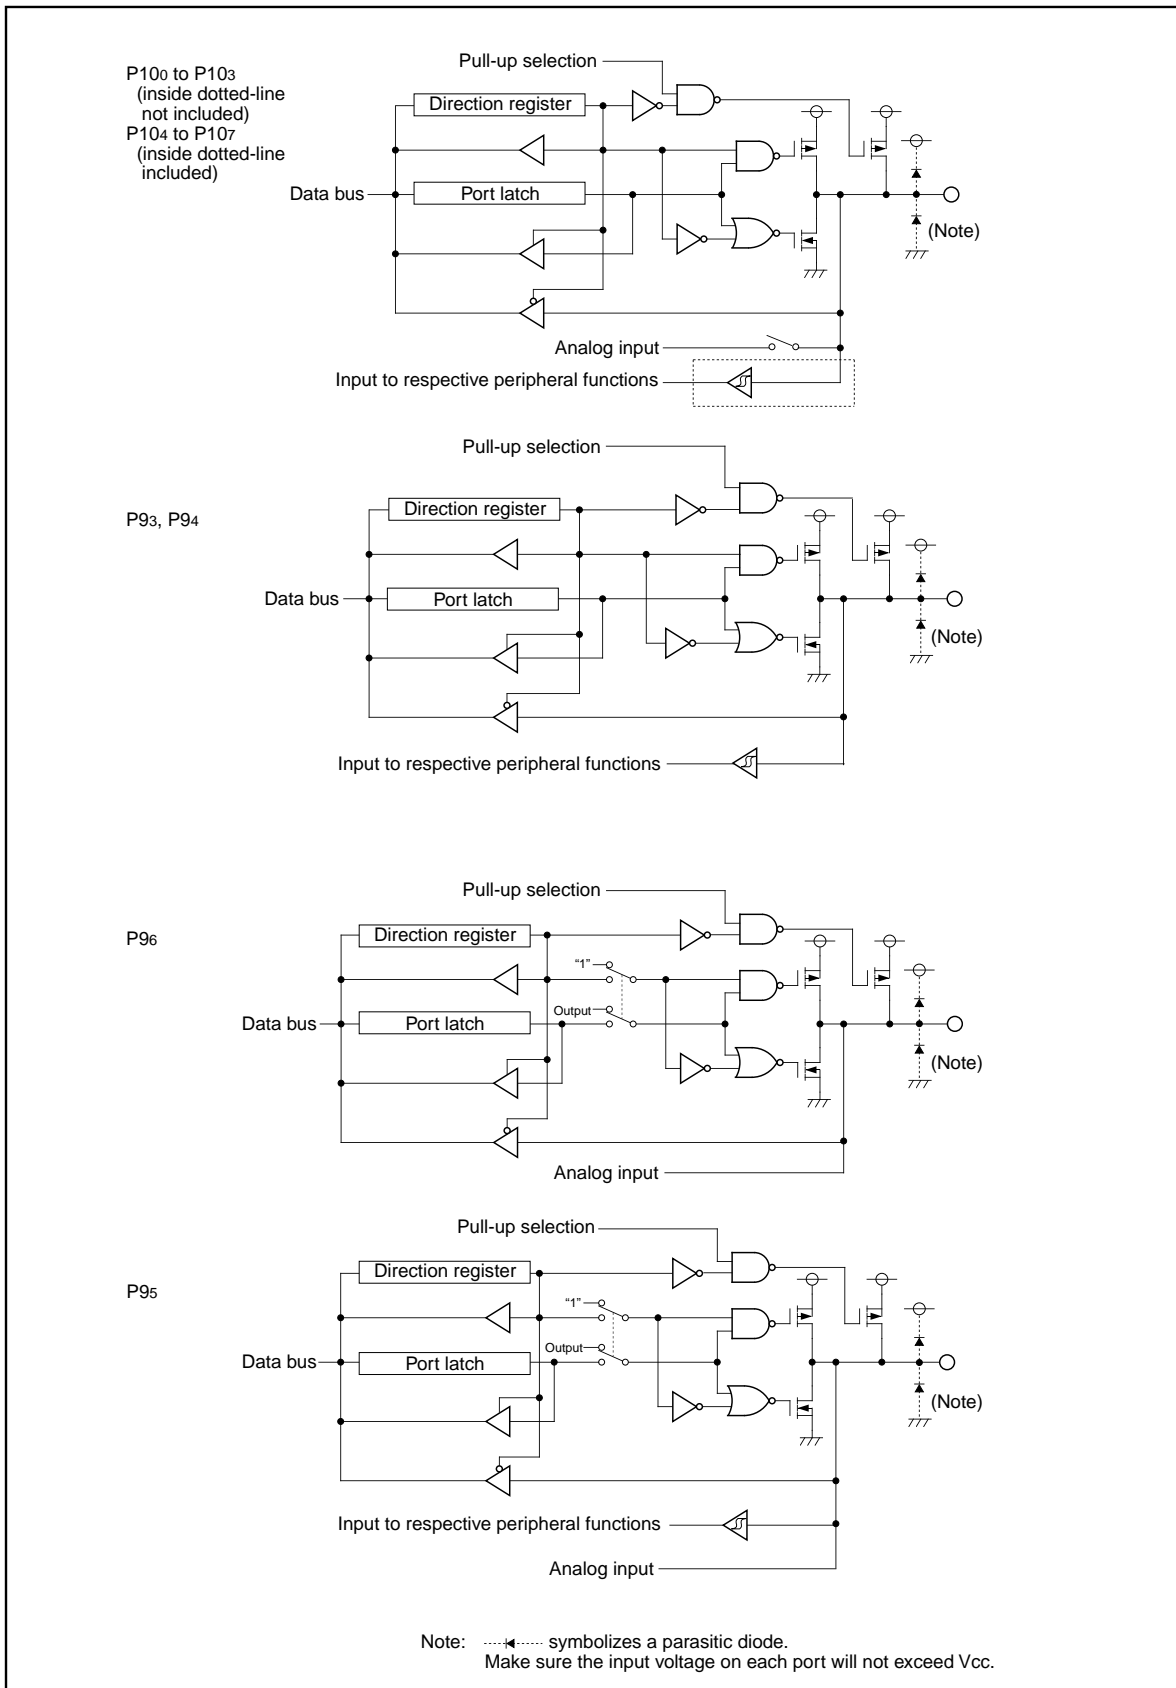 Pull-up selection
P100 to P103
(inside dotted-line
not included)
P104 to P107
(inside dotted-line
included)
Direction register
Data bus
Port latch
(Note)
Analog input
Input to respective peripheral functions
Pull-up selection
P93, P94
Direction register
Data bus
Port latch
(Note)
Input to respective peripheral functions
Pull-up selection
P96
Direction register
“1”
Output
Data bus
Port latch
(Note)
Analog input
Pull-up selection
P95
Direction register
“1”
Output
Data bus
Port latch
(Note)
Input to respective peripheral functions
Analog input
Note: symbolizes a parasitic diode.
Make sure the input voltage on each port will not exceed Vcc.